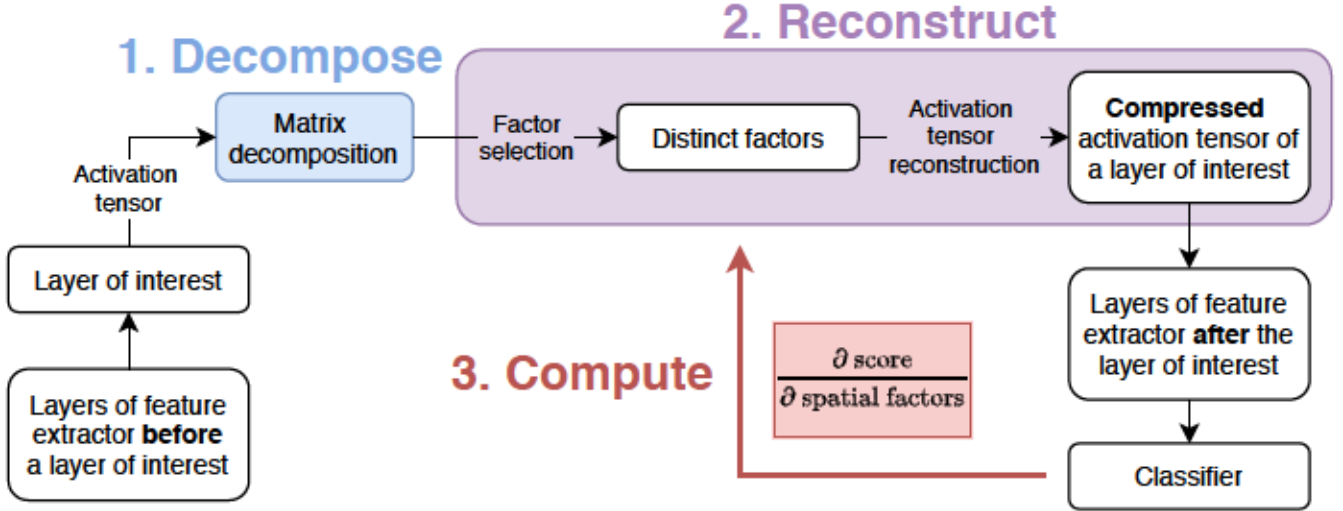 2. Reconstruct
1. Decompose
Matrix
decomposition
Factor
selection
Distinct factors
Activation
tensor
reconstruction
Compressed
activation tensor of
a layer of interest
Activation
tensor
Layer of interest
Layers of feature
extractor before
a layer of interest
Layers of feature
extractor after the
layer of interest
3. Compute
∂ score
∂ spatial factors
Classifier